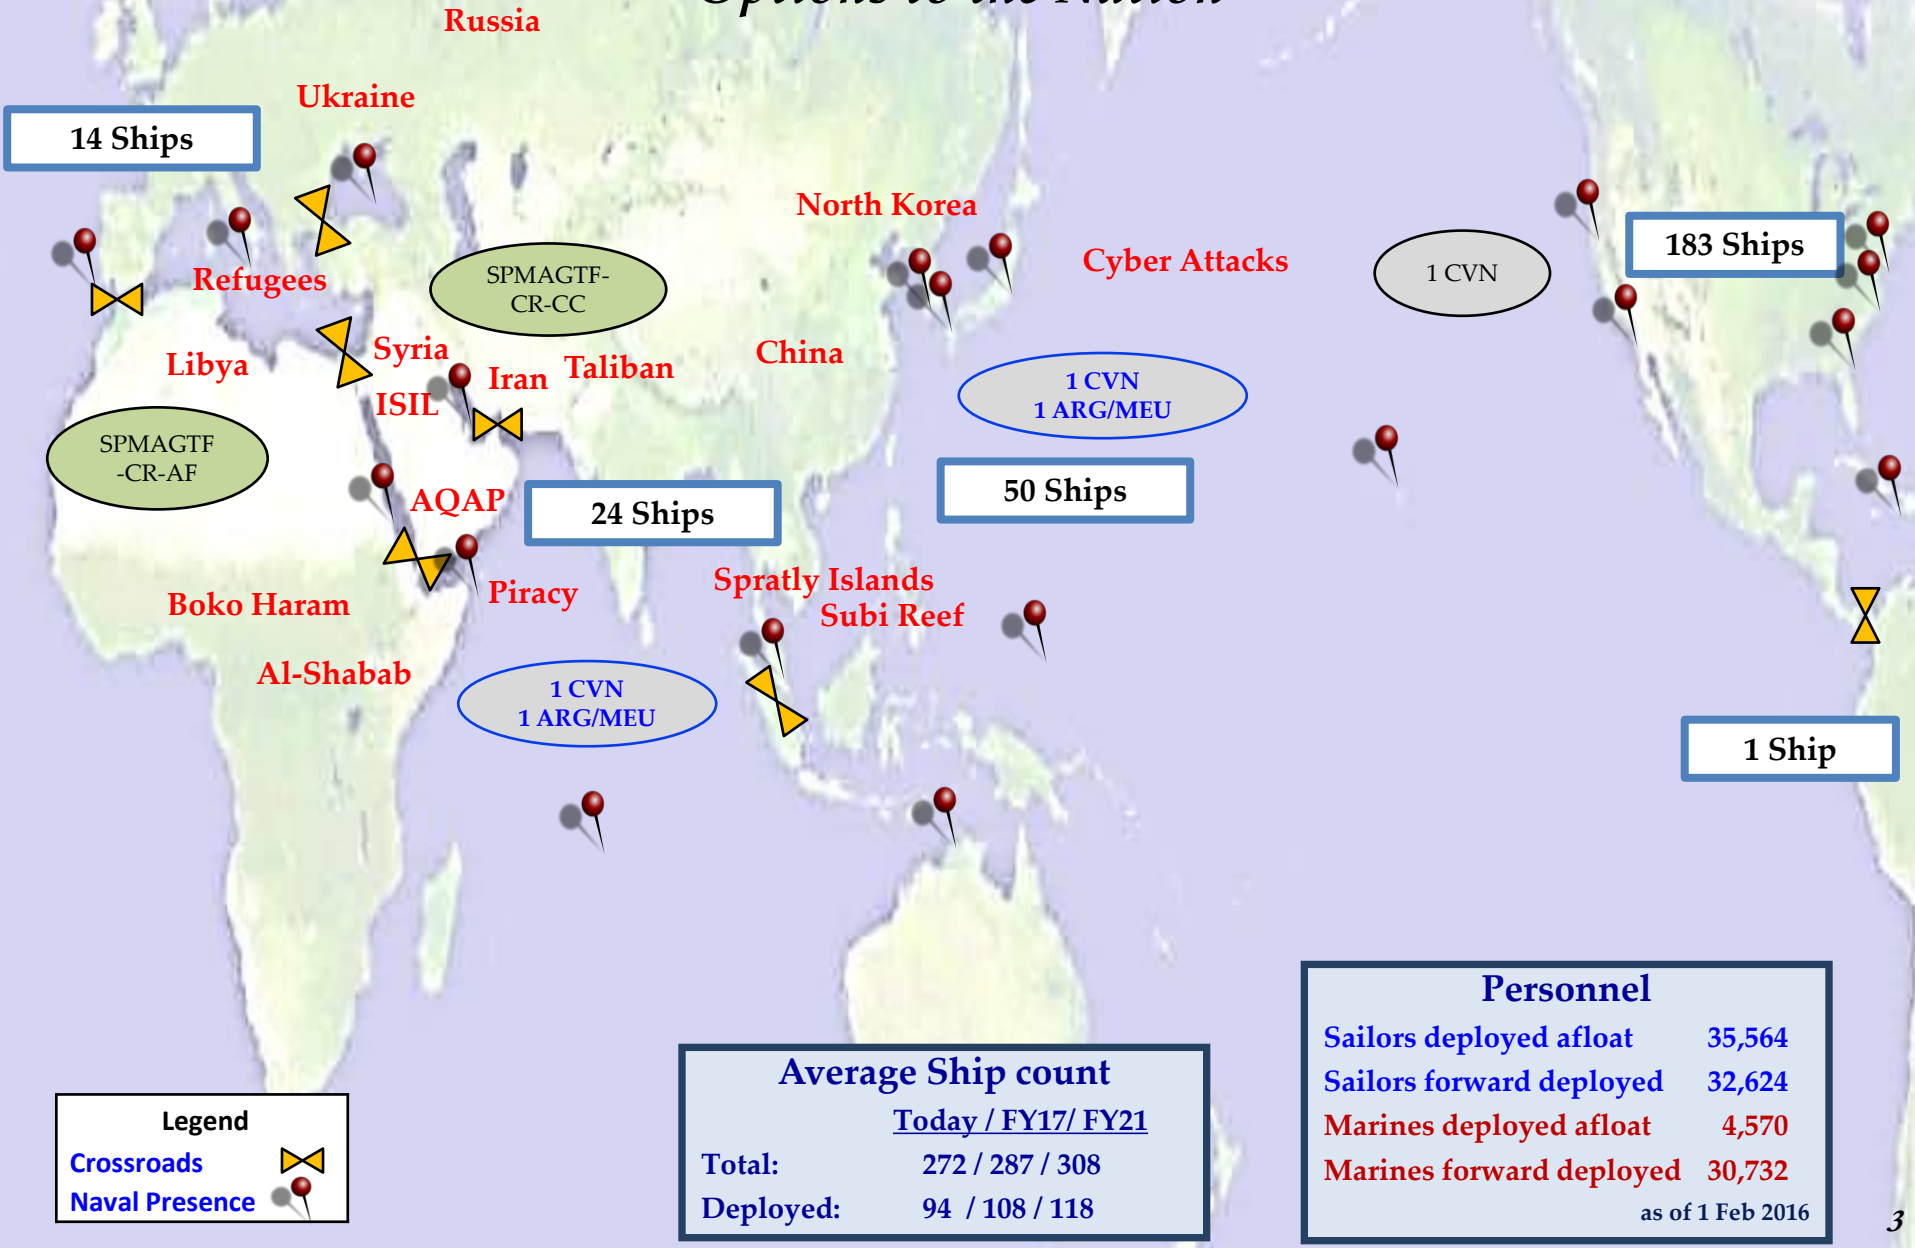 Options to the Nation
Russia
Ukraine
14 Ships
North Korea
183 Ships
Cyber Attacks
1 CVN
SPMAGTF-
CR-CC
Refugees
Syria
Libya
Iran
Taliban
China
1 CVN
1 ARG/MEU
ISIL
SPMAGTF
-CR-AF
AQAP
24 Ships
50 Ships
Piracy
Spratly Islands
Subi Reef
Boko Haram
Al-Shabab
1 CVN
1 ARG/MEU
1 Ship
Legend
Crossroads
Naval Presence
Average Ship count
Today / FY17/ FY21
Total: 272 / 287 / 308
Deployed: 94 / 108 / 118
Personnel
Sailors deployed afloat 35,564
Sailors forward deployed 32,624
Marines deployed afloat 4,570
Marines forward deployed 30,732
as of 1 Feb 2016
3